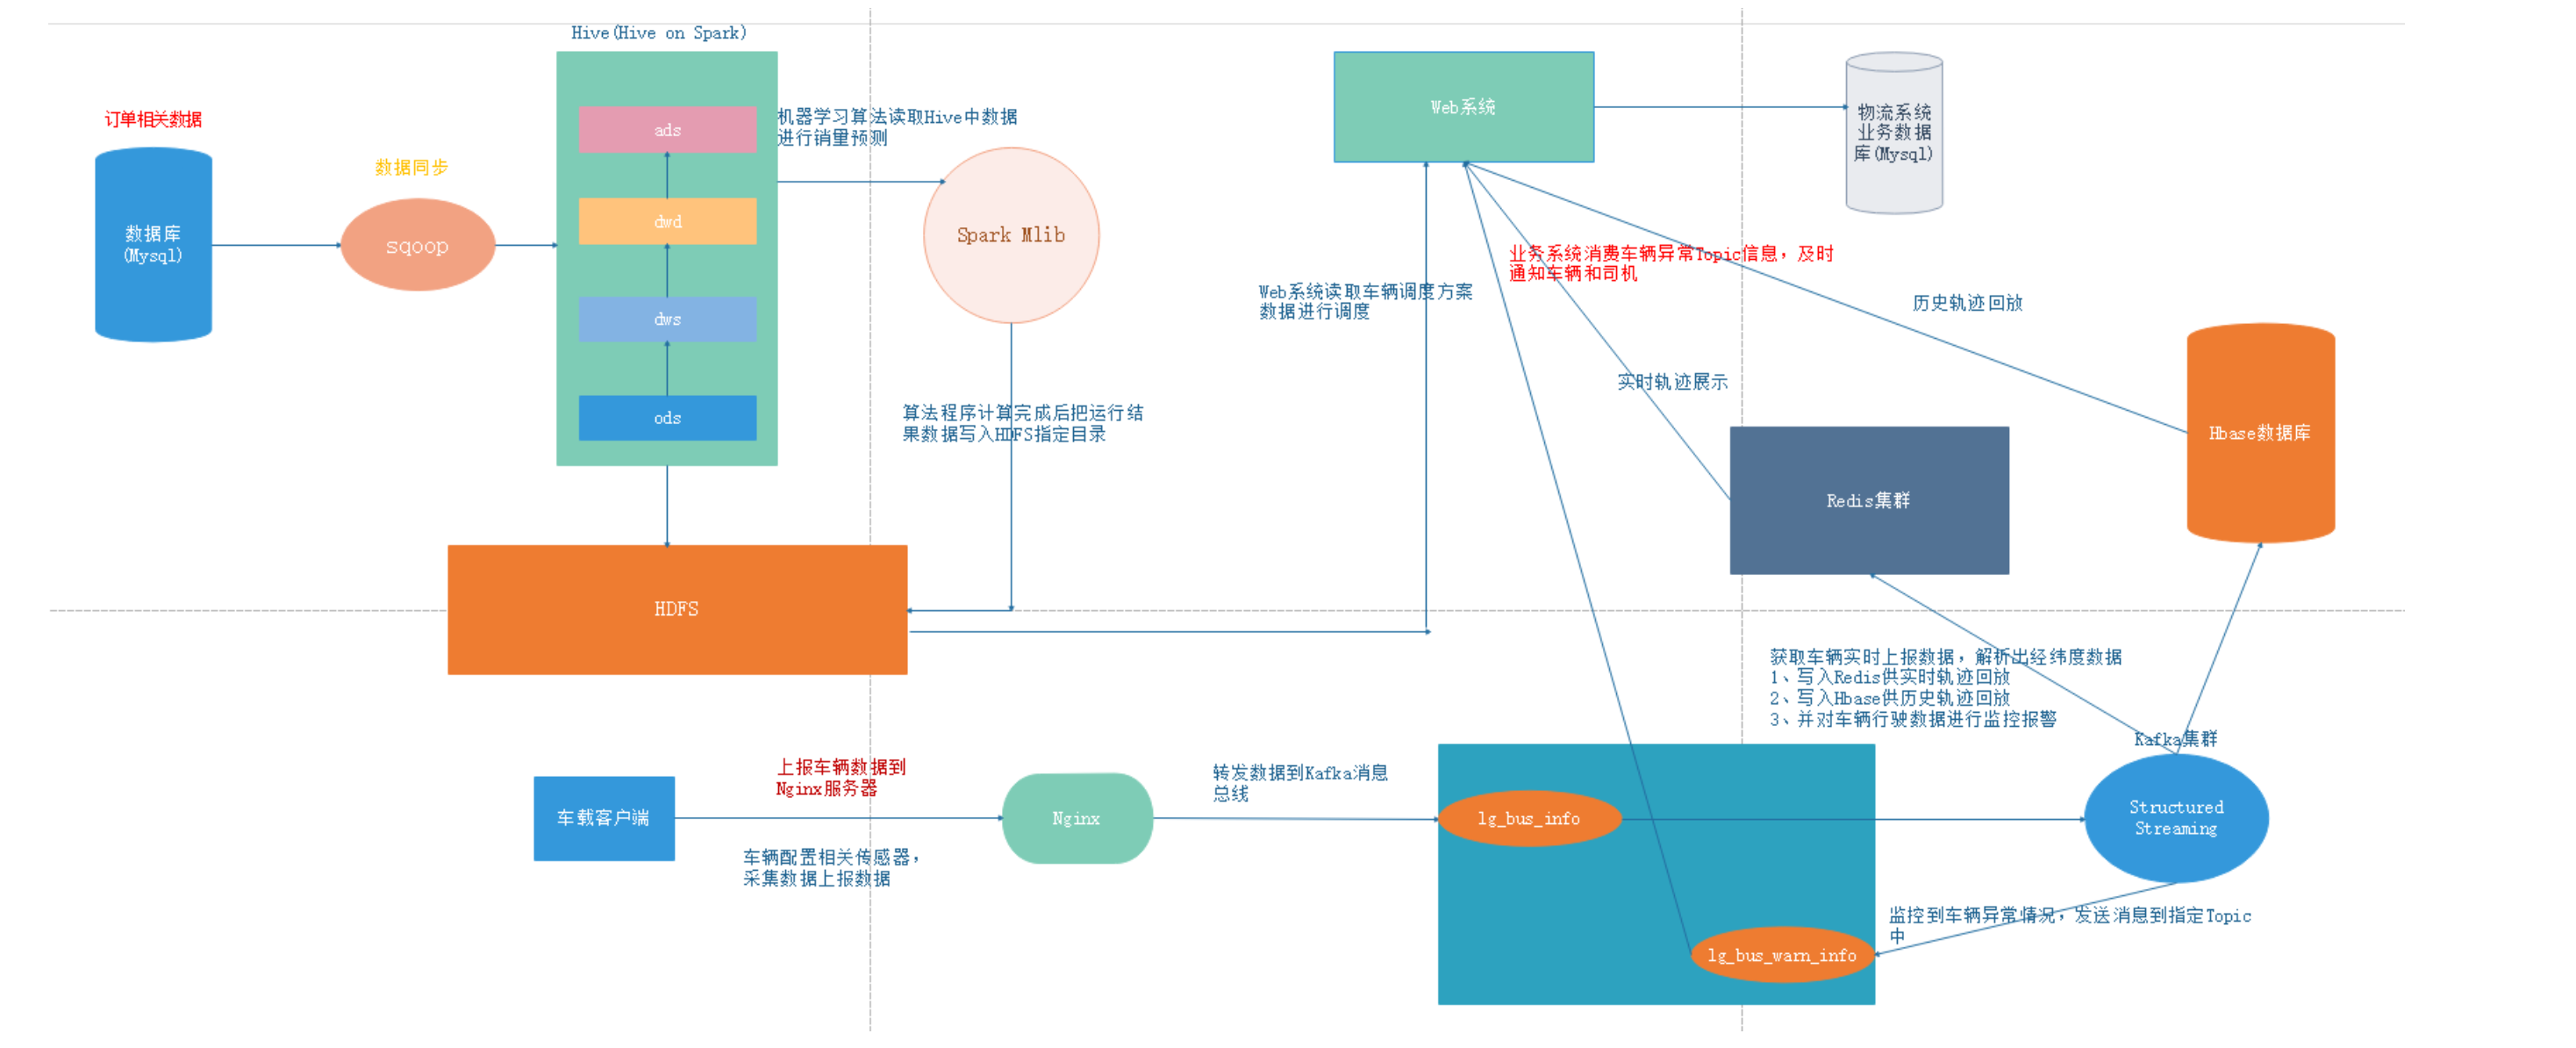 Hive(Hive on Spark)
订单相关数据
数据库
(Mysql)
数据同步
sqoop
ads
dwd
dws
ods
机器学习算法读取Hive中数据
进行销量预测
Spark Mlib
算法程序计算完成后把运行结
果数据写入HDFS指定目录
HDFS
Web系统
物流系统
业务数据
库(Mysql)
业务系统消费车辆异常Topic信息，及时
通知车辆和司机
Web系统读取车辆调度方案
数据进行调度
历史轨迹回放
实时轨迹展示
Hbase数据库
Redis集群
获取车辆实时上报数据，解析出经纬度数据
1、写入Redis供实时轨迹回放
2、写入Hbase供历史轨迹回放
3、并对车辆行驶数据进行监控报警
Kafka集群
上报车辆数据到
Nginx服务器
车载客户端
车辆配置相关传感器，
采集数据上报数据
Nginx
转发数据到Kafka消息
总线
lg_bus_info
Structured
Streaming
监控到车辆异常情况，发送消息到指定Topic
中
lg_bus_warn_info